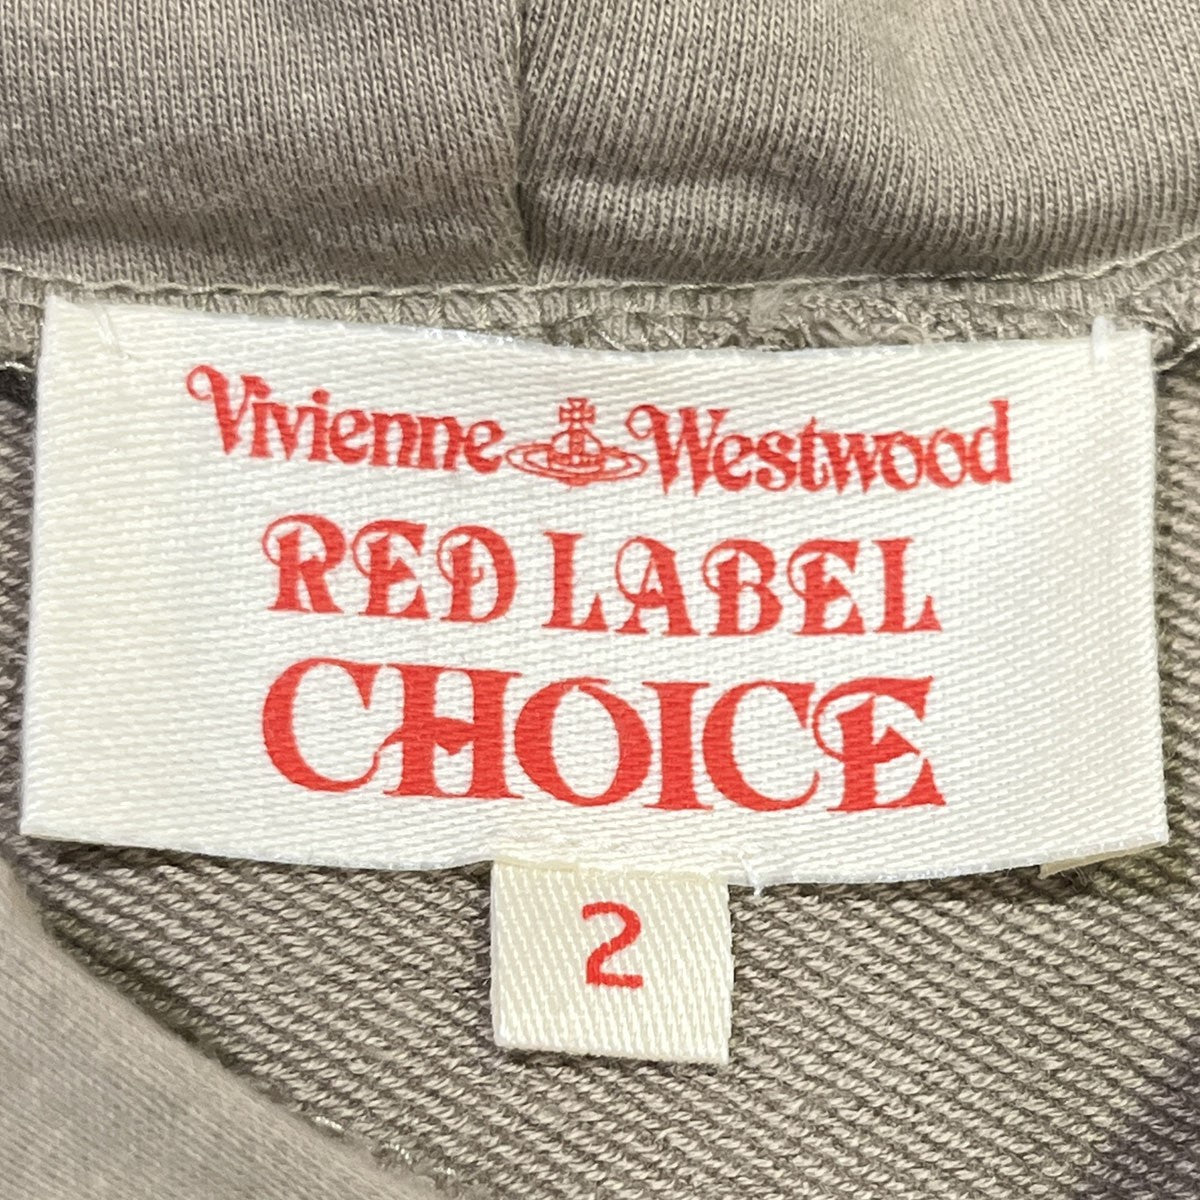 Vivienne Westwood
RED LABEL
CHOICE
2